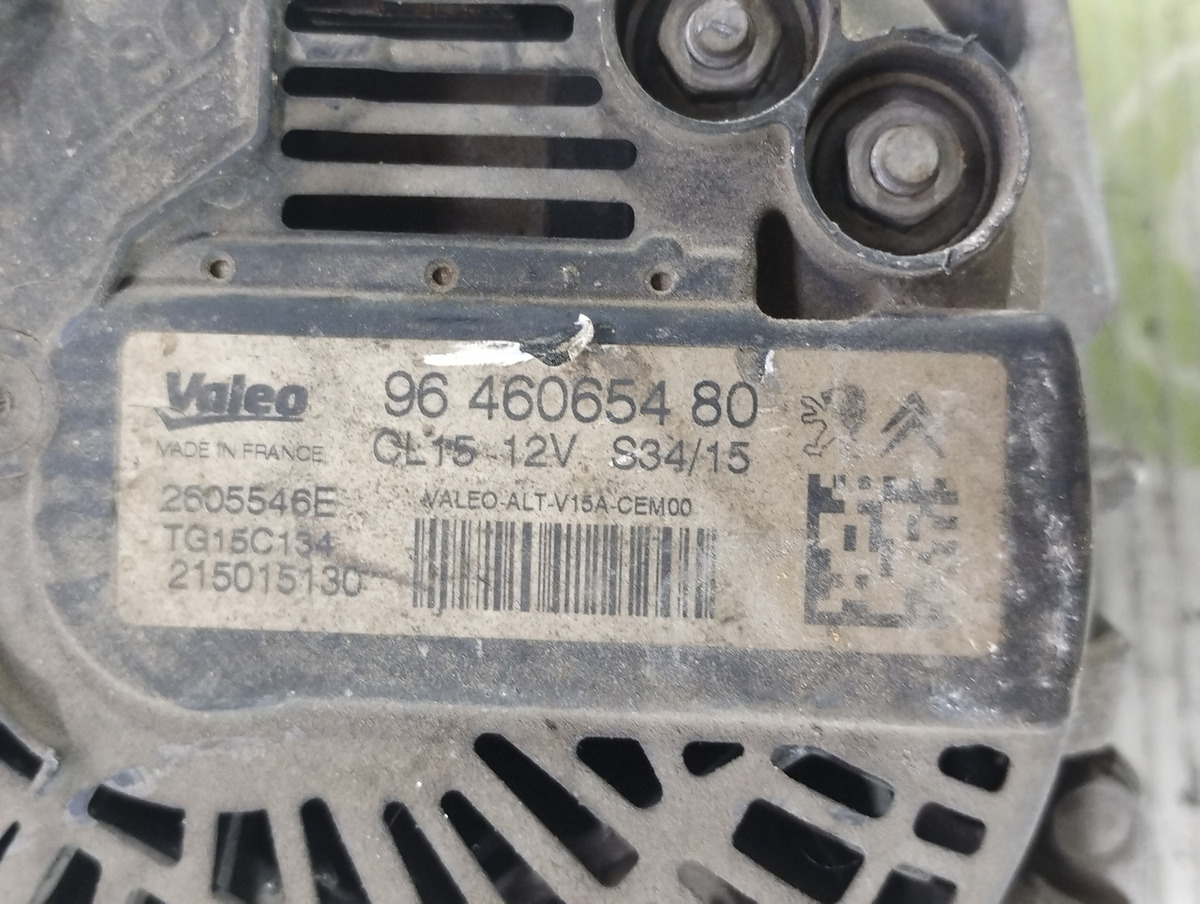 Valeo
MADE IN FRANCE
96 460654 80
CL15 12V S34/15
2605546E
TG15C134
215015130
VALEO-ALT-V15A-CEM00